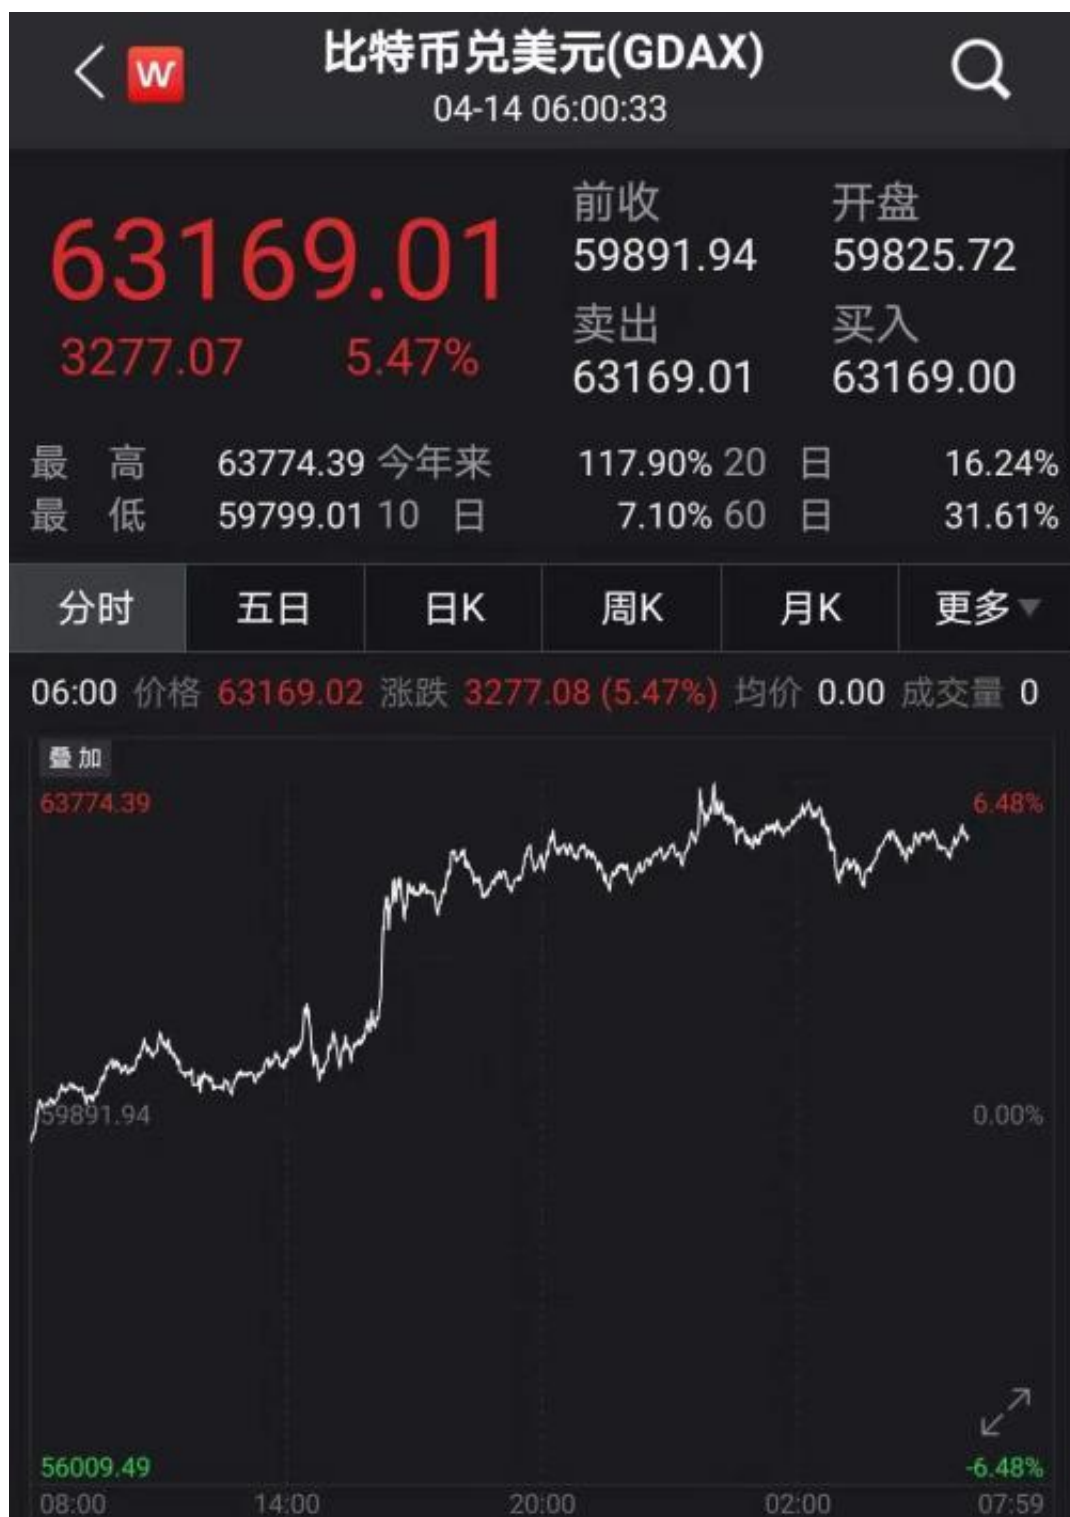 W 比特币兑美元(GDAX)
04-14 06:00:33
63169.01
3277.07 5.47%
前收 开盘
59891.94 59825.72
卖出 买入
63169.01 63169.00
最 高 63774.39 今年来 117.90% 20 日 16.24%
最 低 59799.01 10 日 7.10% 60 日 31.61%
分时 五日 日K 周K 月K 更多
06:00 价格 63169.02 涨跌 3277.08 (5.47%) 均价 0.00 成交量 0
叠加
63774.39 6.48%
59891.94 0.00%
56009.49 -6.48%
08:00 14:00 20:00 02:00 07:59